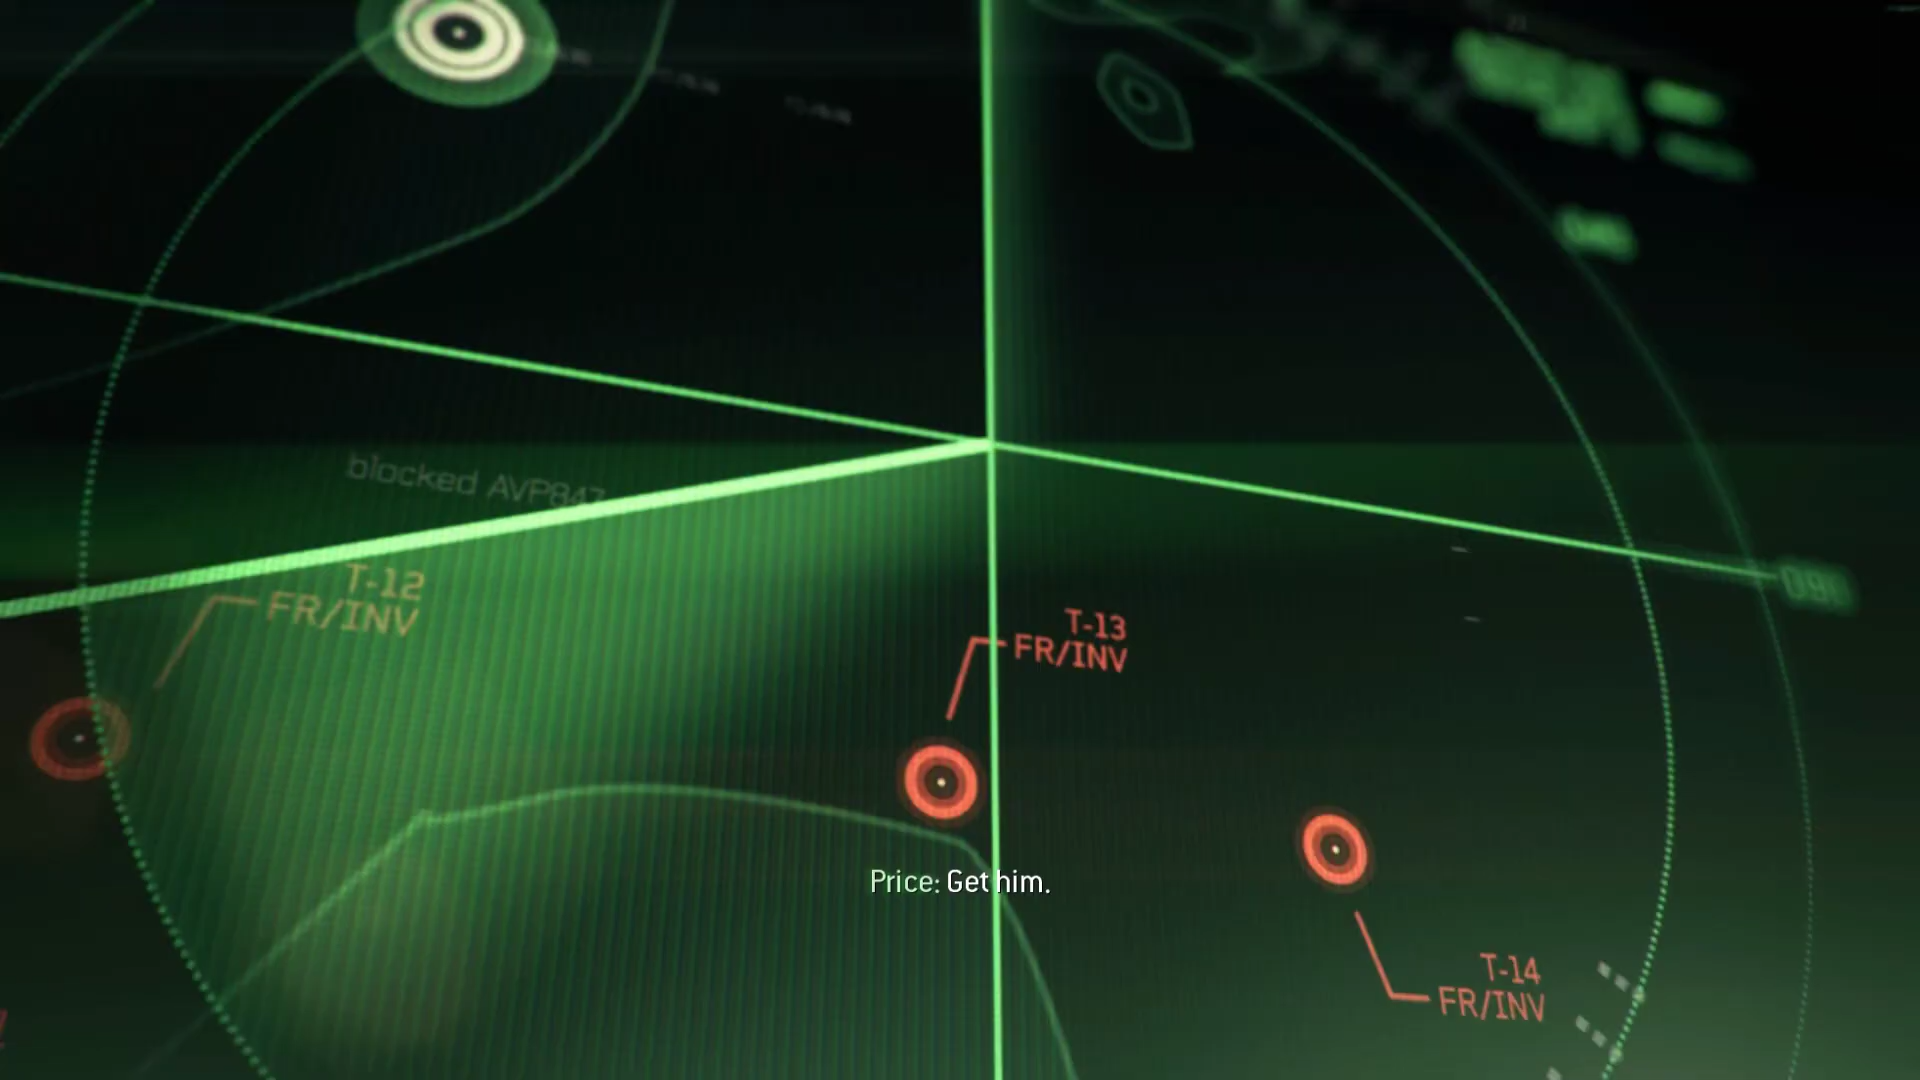 blocked AVP847
T-12
FR/INV
T-13
FR/INV
Price: Get him.
T-14
FR/INV